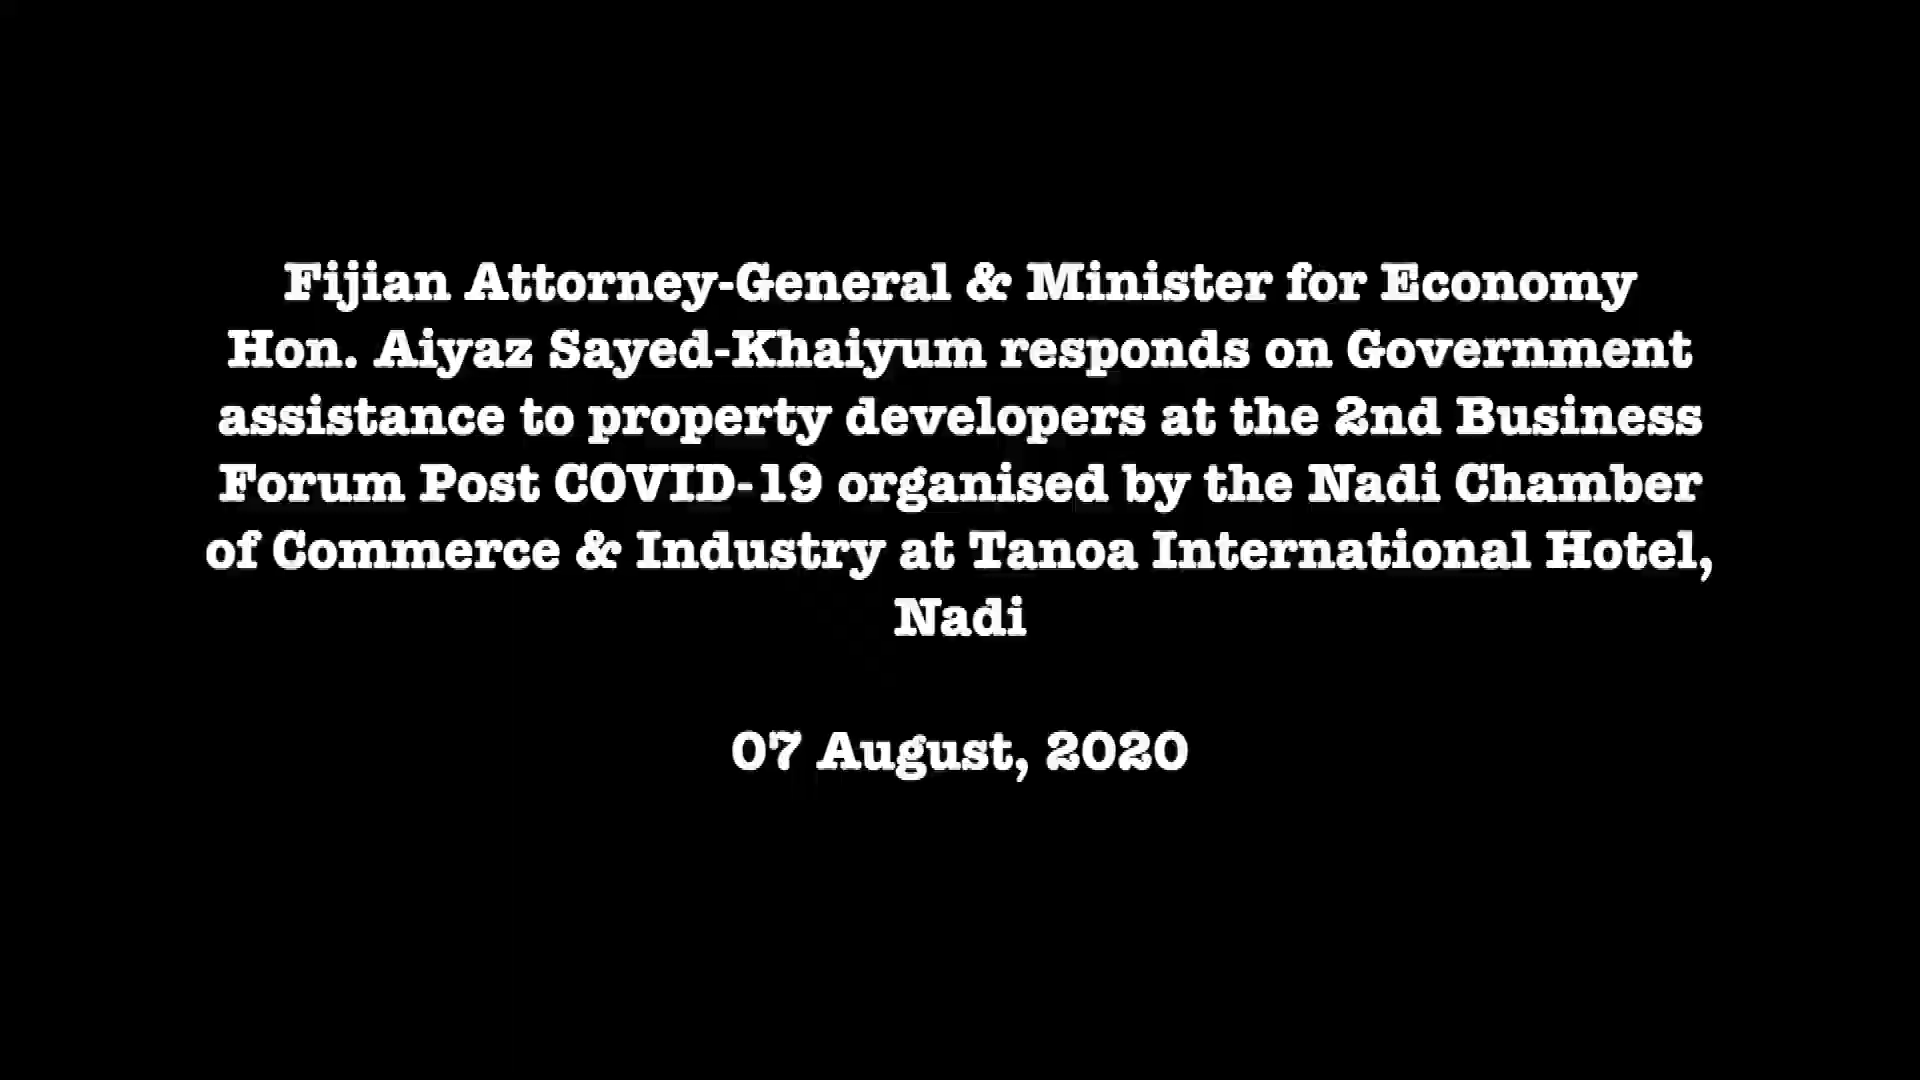 Fijian Attorney-General & Minister for Economy
Hon. Aiyaz Sayed-Khaiyum responds on Government
assistance to property developers at the 2nd Business
Forum Post COVID-19 organised by the Nadi Chamber
of Commerce & Industry at Tanoa International Hotel,
Nadi
07 August, 2020